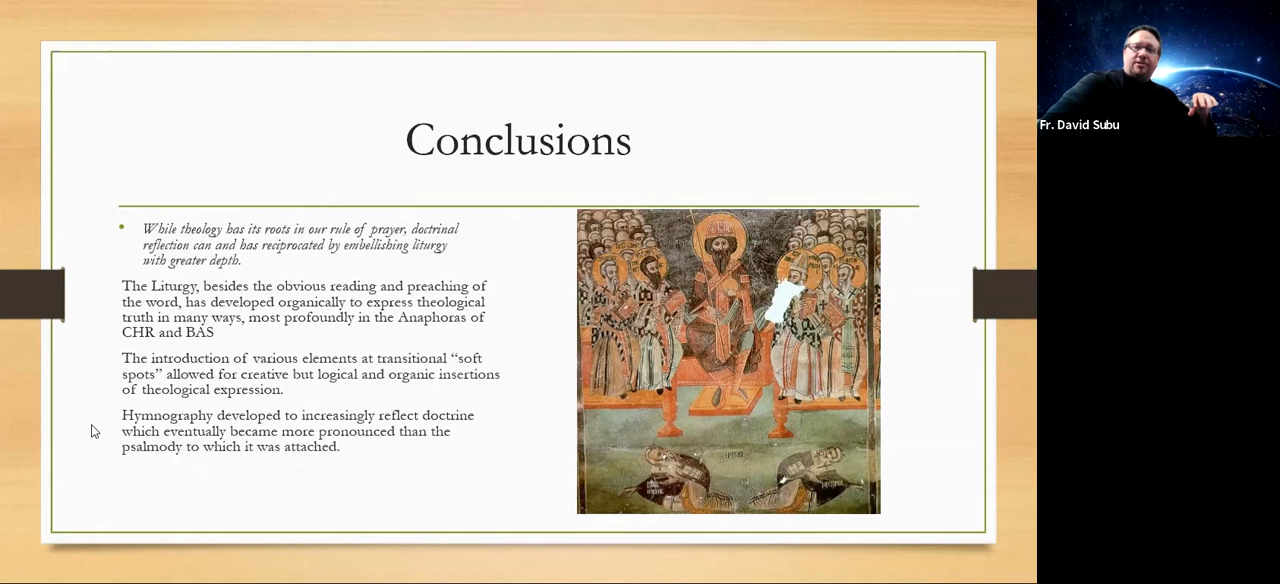 Conclusions
While theology has its roots in our rule of prayer, doctrinal
reflection can and has reciprocated by embellishing liturgy
with greater depth.
The Liturgy, besides the obvious reading and preaching of
the word, has developed organically to express theological
truth in many ways, most profoundly in the Anaphoras of
CHR and BAS
The introduction of various elements at transitional “soft
spots” allowed for creative but logical and organic insertions
of theological expression.
Hymnography developed to increasingly reflect doctrine
which eventually became more pronounced than the
psalmody to which it was attached.
Fr. David Subu